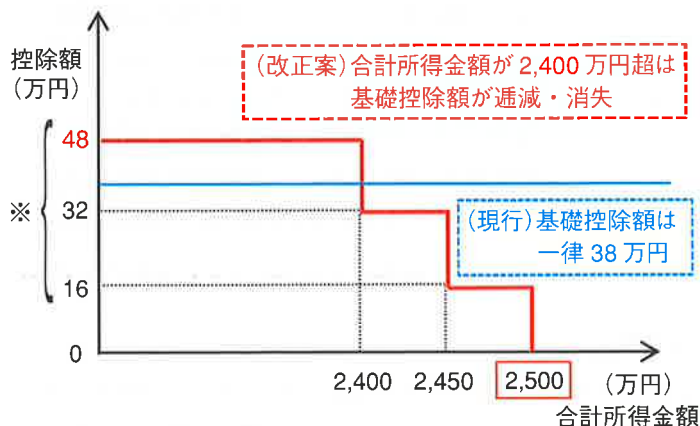 控除額
(万円)
(改正案)合計所得金額が 2,400 万円超は
基礎控除額が逓減・消失
48
※
32
(現行)基礎控除額は
一律 38 万円
16
0
2,400
2,450
2,500
(万円)
合計所得金額